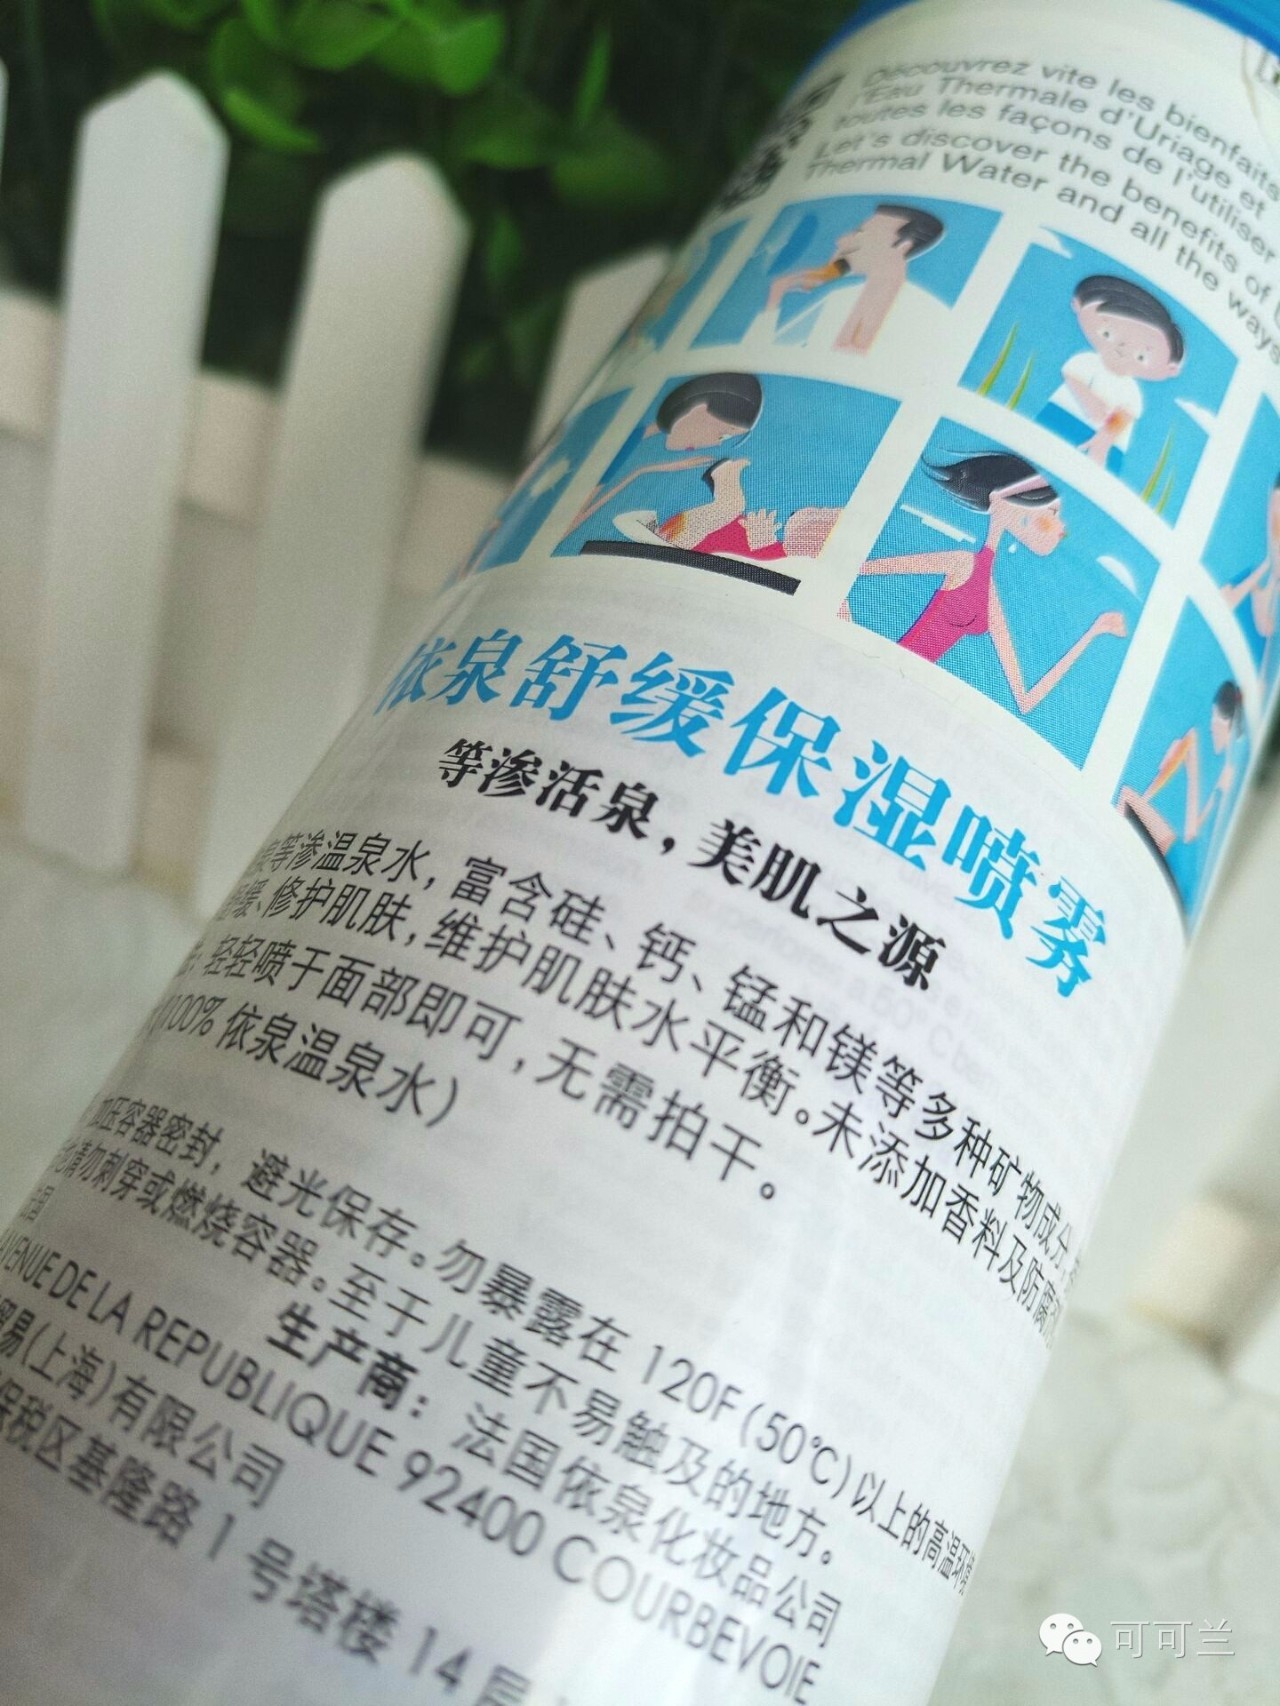 Découvrez vite les bienfaits
l'Eau Thermale d'Uriage et
toutes les façons de l'utiliser
Let's discover the benefits of
Thermal Water and all the ways
依泉舒缓保湿喷雾
等渗活泉，美肌之源
等渗温泉水，富含硅、钙、锰和镁等多种矿物成分，
缓、修护肌肤，维护肌肤水平衡。未添加香料及防腐
：轻轻喷于面部即可，无需拍干。
100% 依泉温泉水）
加压容器密封，避光保存。勿暴露在 120F（50℃）以上的高温环
请勿刺穿或燃烧容器。至于儿童不易触及的地方。
生产商：法国依泉化妆品公司
AVENUE DE LA REPUBLIQUE 92400 COURBEVOIE
贸易(上海)有限公司
保税区基隆路 1 号塔楼 14 层
可可兰